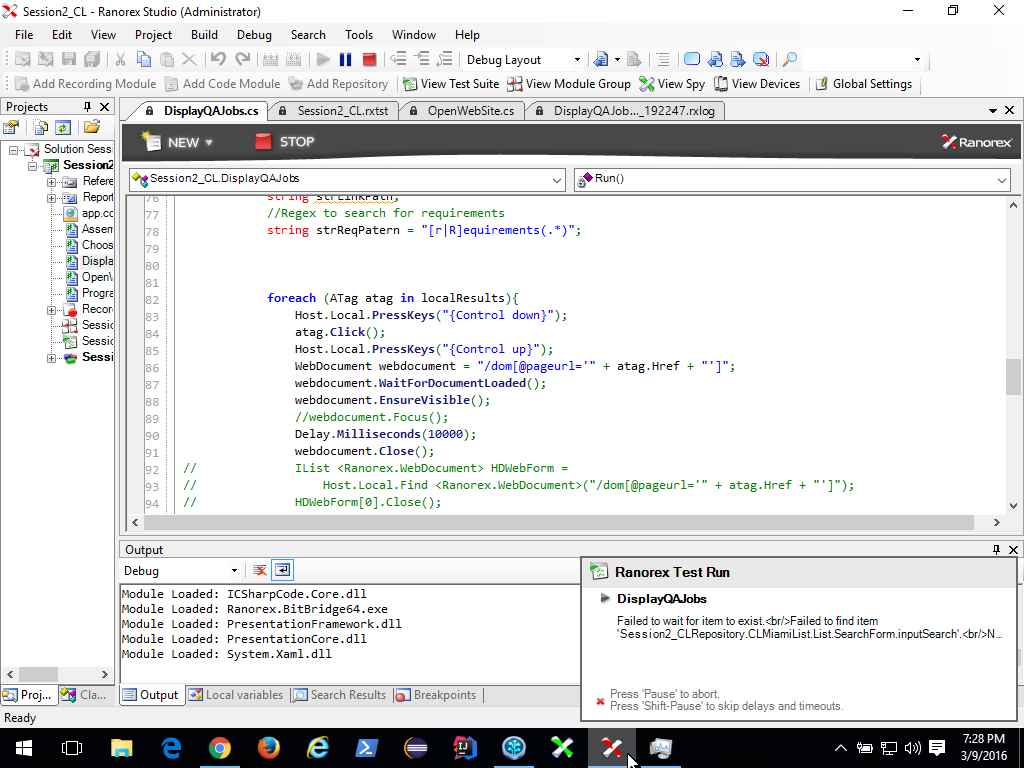 Session2_CL - Ranorex Studio (Administrator)
File Edit View Project Build Debug Search Tools Window Help
Debug Layout
Add Recording Module Add Code Module Add Repository View Test Suite View Module Group View Spy View Devices Global Settings
Projects
DisplayQAJobs.cs Session2_CL.rxtst OpenWebSite.cs DisplayQAJob..._192247.rxlog
NEW STOP Ranorex
Solution Sess
Session2
Refere
Report
app.co
Assem
Choos
Displa
Open\
Progra
Recor
Sessio
Sessio
Sessi
Session2_CL.DisplayQAJobs Run()
76 string strLinkPath;
77 //Regex to search for requirements
78 string strReqPatern = "[r|R]equirements(.*)";
79
80
81
82 foreach (ATag atag in localResults){
83 Host.Local.PressKeys("{Control down}");
84 atag.Click();
85 Host.Local.PressKeys("{Control up}");
86 WebDocument webdocument = "/dom[@pageurl='" + atag.Href + "']";
87 webdocument.WaitForDocumentLoaded();
88 webdocument.EnsureVisible();
89 //webdocument.Focus();
90 Delay.Milliseconds(10000);
91 webdocument.Close();
92 // IList <Ranorex.WebDocument> HDWebForm =
93 // Host.Local.Find <Ranorex.WebDocument>("/dom[@pageurl='" + atag.Href + "']");
94 // HDWebForm[0].Close();
Output
Debug
Module Loaded: ICSharpCode.Core.dll
Module Loaded: Ranorex.BitBridge64.exe
Module Loaded: PresentationFramework.dll
Module Loaded: PresentationCore.dll
Module Loaded: System.Xaml.dll
Ranorex Test Run
DisplayQAJobs
Failed to wait for item to exist.<br/>Failed to find item
'Session2_CLRepository.CLMiamiList.List.SearchForm.inputSearch'.<br/>N...
Press 'Pause' to abort.
Press 'Shift-Pause' to skip delays and timeouts.
Proj... Cla... Output Local variables Search Results Breakpoints
Ready
7:28 PM
3/9/2016